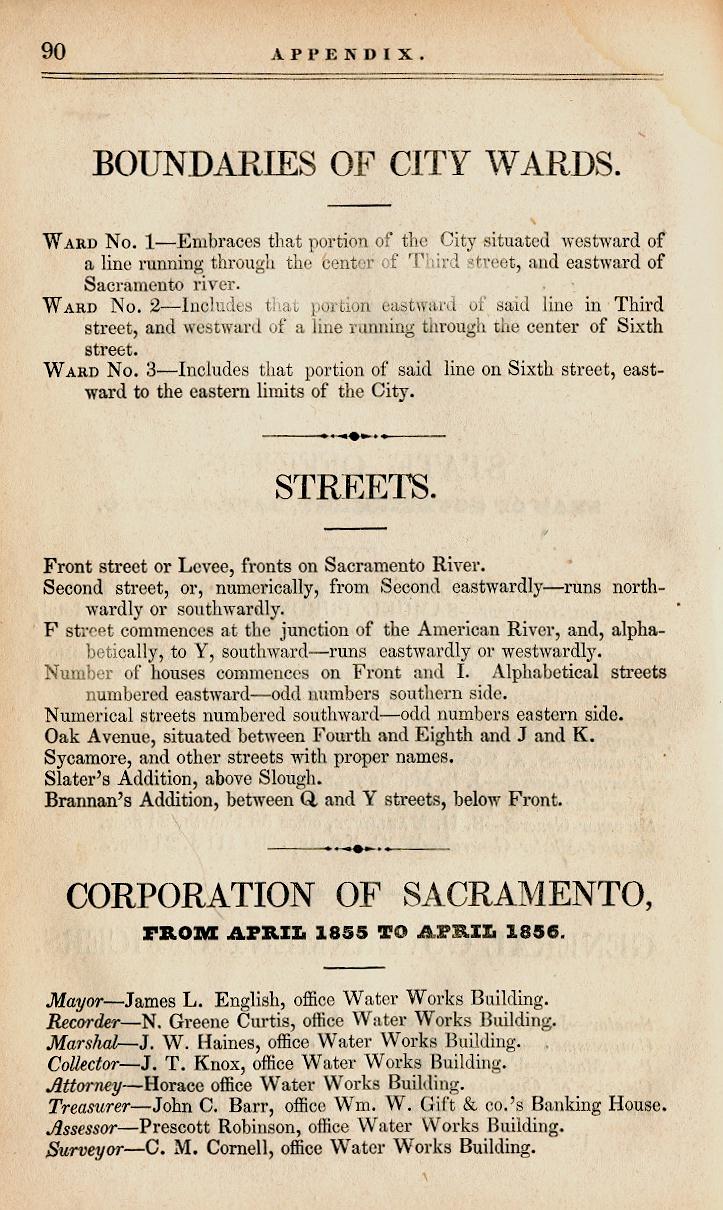 90 APPENDIX.
BOUNDARIES OF CITY WARDS.
WARD No. 1—Embraces that portion of the City situated westward of
a line running through the center of Third street, and eastward of
Sacramento river.
WARD No. 2—Includes that portion eastward of said line in Third
street, and westward of a line running through the center of Sixth
street.
WARD No. 3—Includes that portion of said line on Sixth street, east-
ward to the eastern limits of the City.
STREETS.
Front street or Levee, fronts on Sacramento River.
Second street, or, numerically, from Second eastwardly—runs north-
wardly or southwardly.
F street commences at the junction of the American River, and, alpha-
betically, to Y, southward—runs eastwardly or westwardly.
Number of houses commences on Front and I. Alphabetical streets
numbered eastward—odd numbers southern side.
Numerical streets numbered southward—odd numbers eastern side.
Oak Avenue, situated between Fourth and Eighth and J and K.
Sycamore, and other streets with proper names.
Slater's Addition, above Slough.
Brannan's Addition, between Q and Y streets, below Front.
CORPORATION OF SACRAMENTO,
FROM APRIL 1855 TO APRIL 1856.
Mayor—James L. English, office Water Works Building.
Recorder—N. Greene Curtis, office Water Works Building.
Marshal—J. W. Haines, office Water Works Building.
Collector—J. T. Knox, office Water Works Building.
Attorney—Horace office Water Works Building.
Treasurer—John C. Barr, office Wm. W. Gift & co.'s Banking House.
Assessor—Prescott Robinson, office Water Works Building.
Surveyor—C. M. Cornell, office Water Works Building.